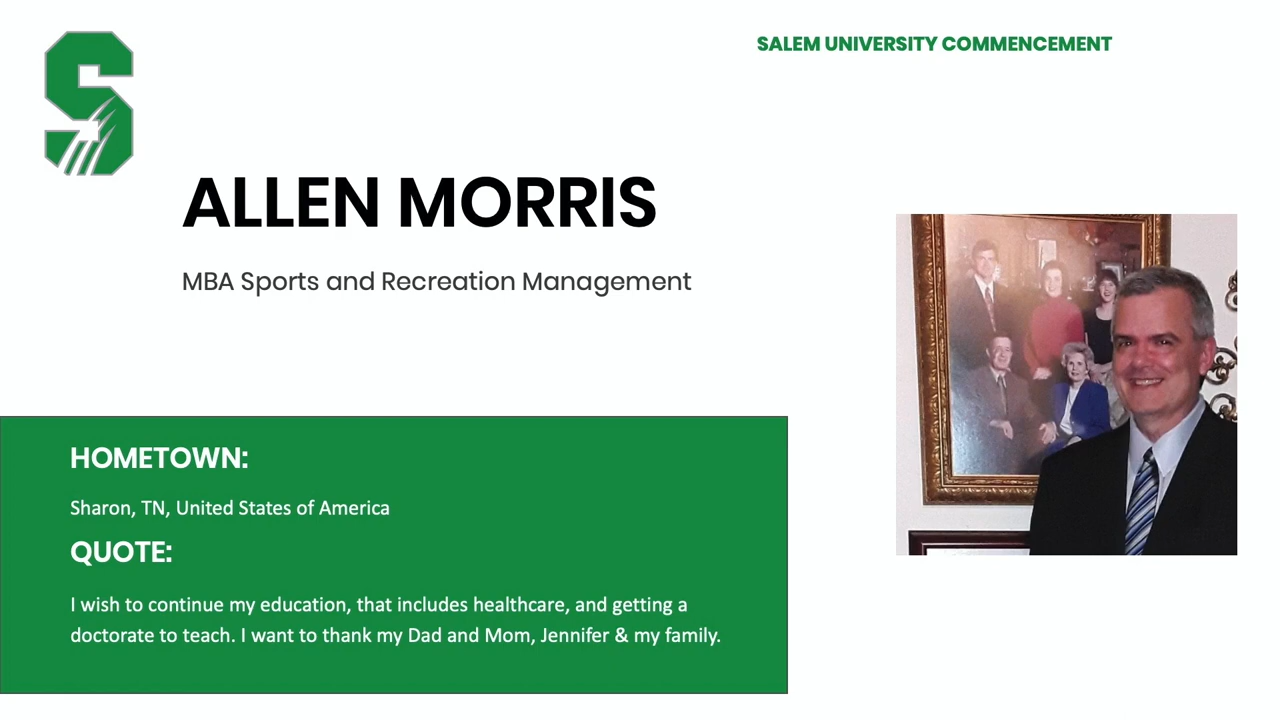 SALEM UNIVERSITY COMMENCEMENT
S
ALLEN MORRIS
MBA Sports and Recreation Management
HOMETOWN:
Sharon, TN, United States of America
QUOTE:
I wish to continue my education, that includes healthcare, and getting a
doctorate to teach. I want to thank my Dad and Mom, Jennifer & my family.